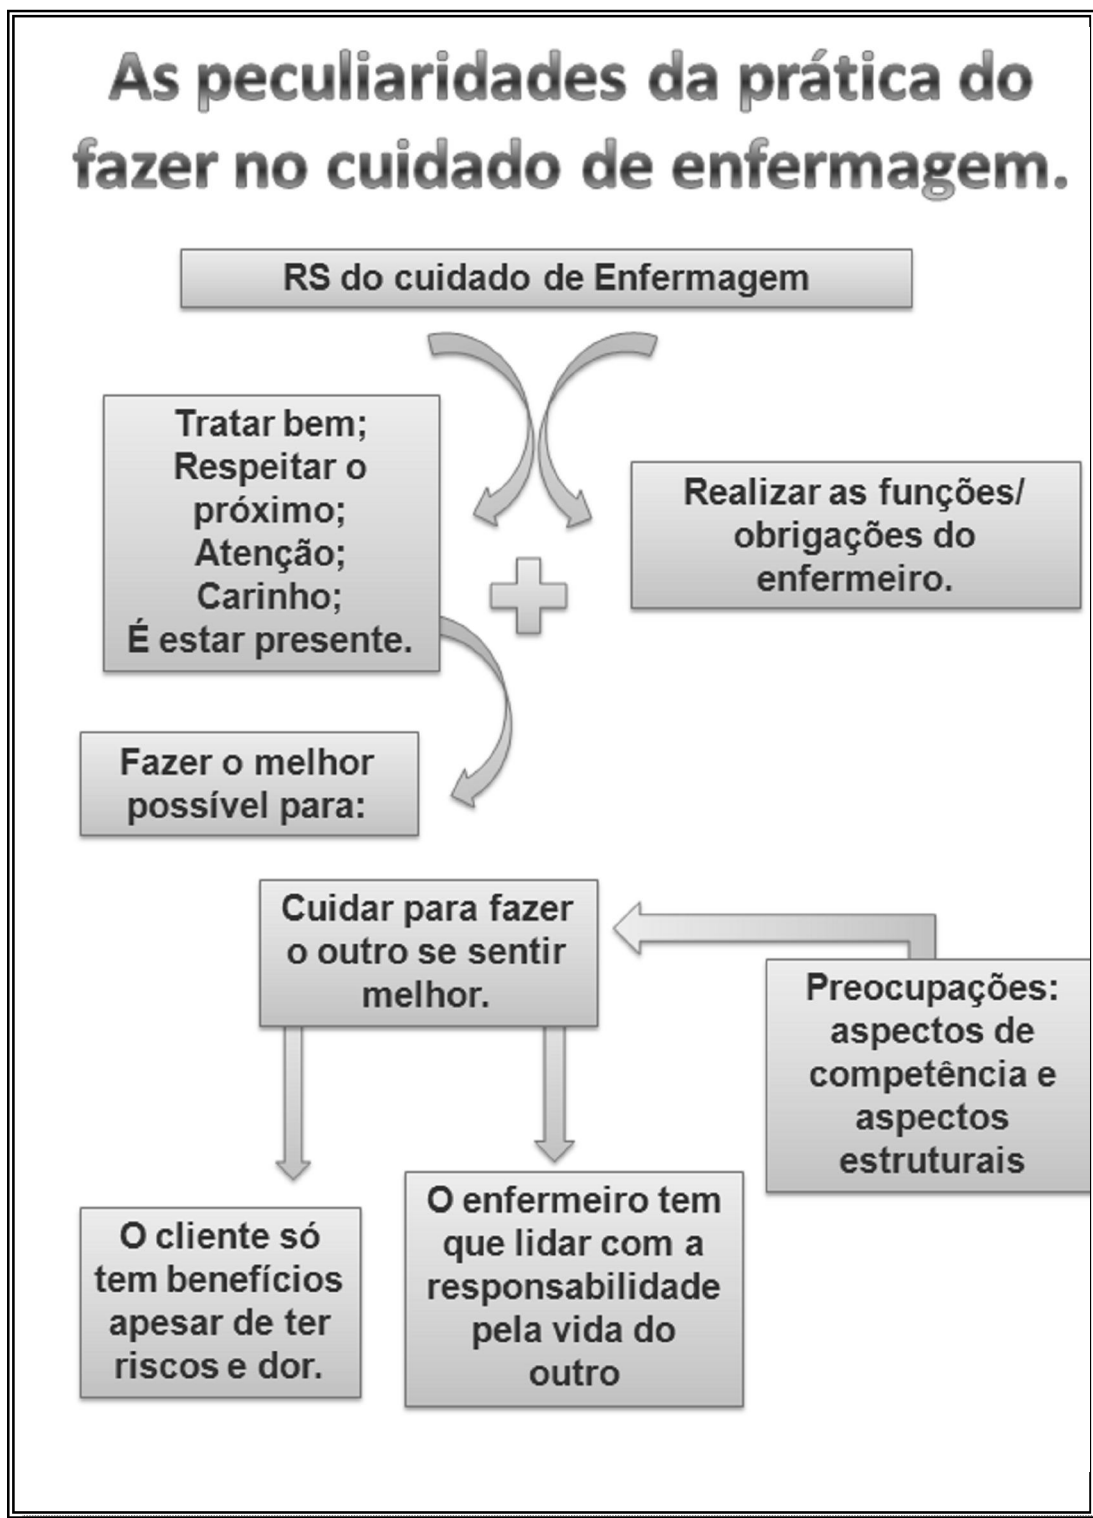 As peculiaridades da prática do
fazer no cuidado de enfermagem.
RS do cuidado de Enfermagem
Tratar bem;
Respeitar o
próximo;
Atenção;
Carinho;
É estar presente.
Realizar as funções/
obrigações do
enfermeiro.
Fazer o melhor
possível para:
Cuidar para fazer
o outro se sentir
melhor.
Preocupações:
aspectos de
competência e
aspectos
estruturais
O cliente só
tem benefícios
apesar de ter
riscos e dor.
O enfermeiro tem
que lidar com a
responsabilidade
pela vida do
outro